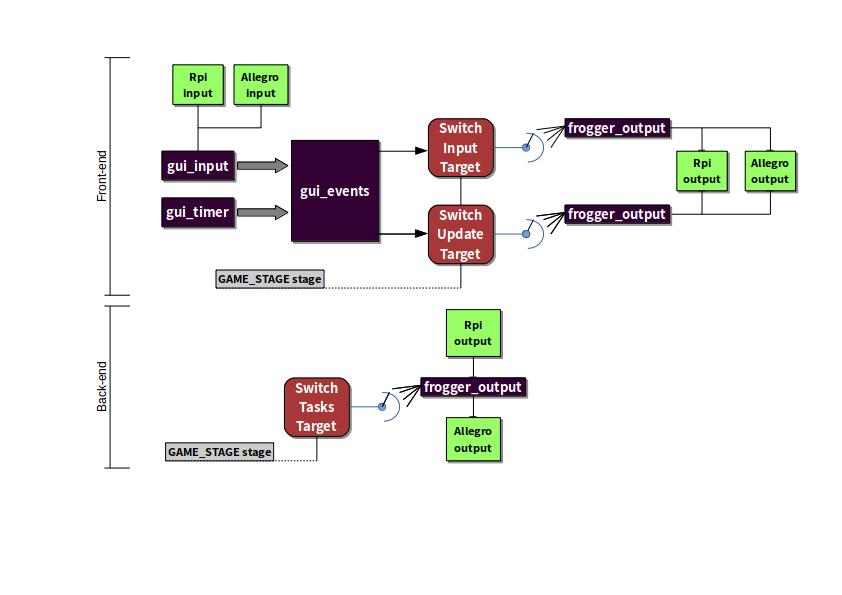 Front-end
Rpi
input
Allegro
input
gui_input
gui_timer
gui_events
Switch
Input
Target
Switch
Update
Target
frogger_output
frogger_output
Rpi
output
Allegro
output
GAME_STAGE stage
Back-end
Rpi
output
Switch
Tasks
Target
frogger_output
Allegro
output
GAME_STAGE stage